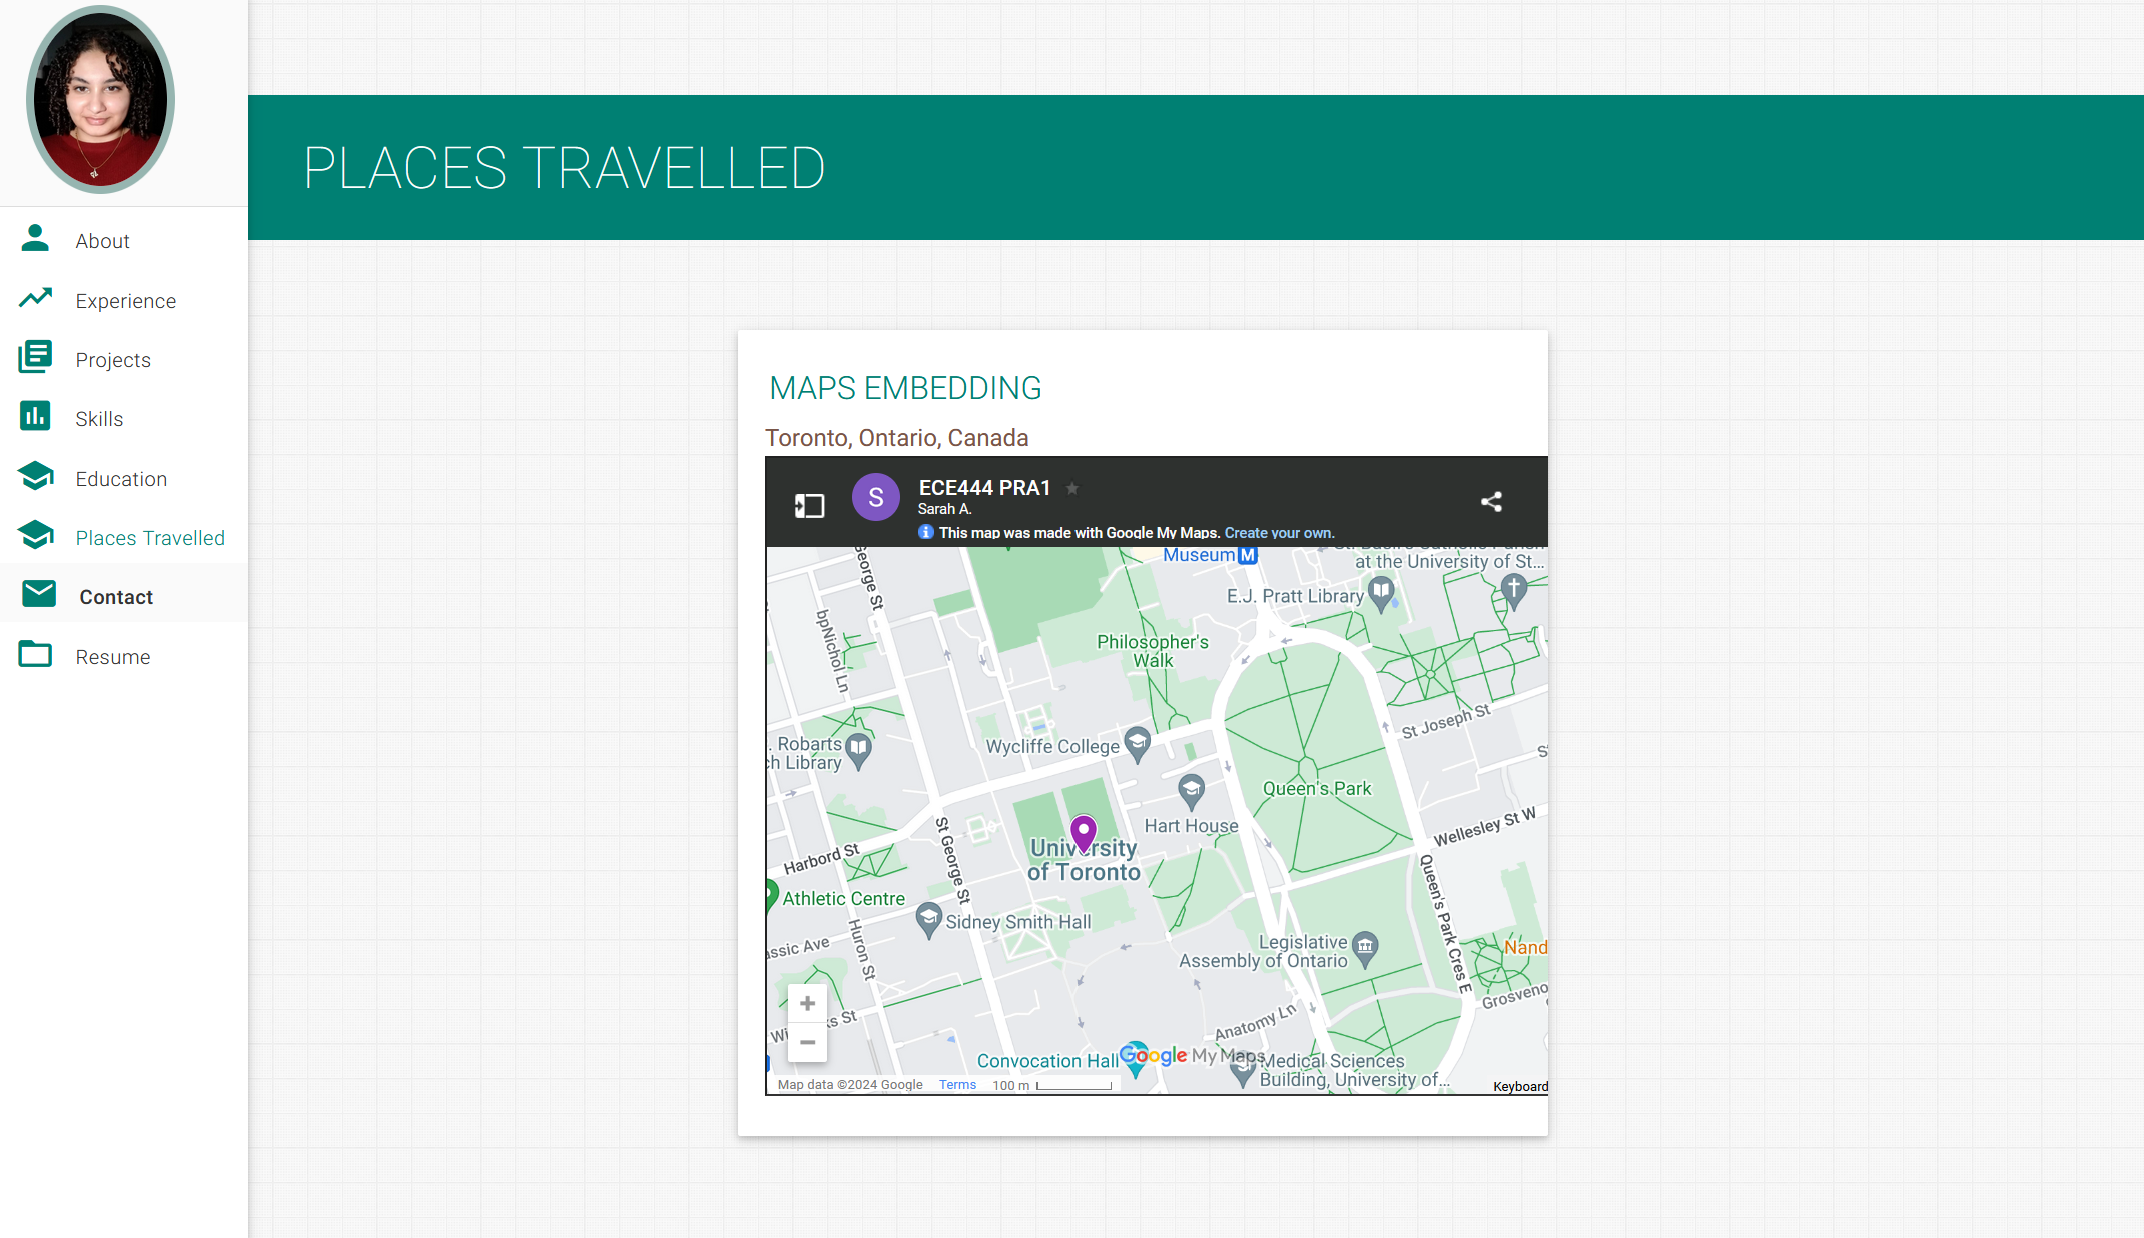 About
Experience
Projects
Skills
Education
Places Travelled
Contact
Resume
PLACES TRAVELLED
MAPS EMBEDDING
Toronto, Ontario, Canada
S
ECE444 PRA1
Sarah A.
This map was made with Google My Maps. Create your own.
Museum M
at the University of St...
E.J. Pratt Library
George St
bpNichol Ln
Philosopher's
Walk
St Joseph St
. Robarts
ch Library
Wycliffe College
Queen's Park
Hart House
Wellesley St W
St George St
Harbord St
University
of Toronto
Athletic Centre
Sidney Smith Hall
Queen's Park Cres E
Huron St
assic Ave
Legislative
Assembly of Ontario
Nand
Grosveno
Anatomy Ln
Convocation Hall
Google My Maps
Medical Sciences
Building, University of...
Map data ©2024 Google Terms 100 m
Keyboard